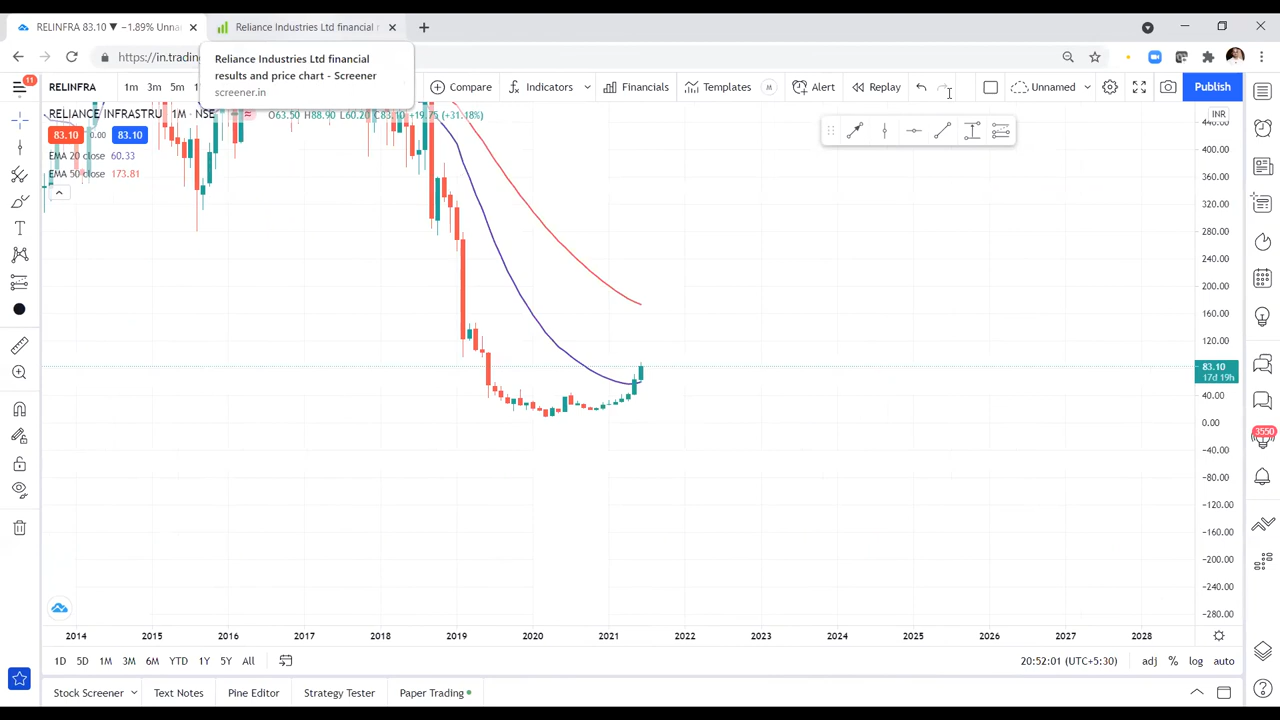 RELINFRA 83.10 ▼ −1.89% Unna
Reliance Industries Ltd financial r
https://in.trading
Reliance Industries Ltd financial
results and price chart - Screener
screener.in
11
RELINFRA
1m 3m 5m
Compare
Indicators
Financials
Templates
M
Alert
Replay
Unnamed
Publish
RELIANCE INFRASTRU 1M NSE
O63.50 H88.90 L60.20 C83.10 +19.75 (+31.18%)
INR
83.10 0.00 83.10
EMA 20 close 60.33
EMA 50 close 173.81
440.00
400.00
360.00
320.00
280.00
240.00
200.00
160.00
120.00
83.10
17d 19h
40.00
0.00
−40.00
−80.00
−120.00
−160.00
−200.00
−240.00
−280.00
3550
2014 2015 2016 2017 2018 2019 2020 2021 2022 2023 2024 2025 2026 2027 2028
1D 5D 1M 3M 6M YTD 1Y 5Y All
20:52:01 (UTC+5:30) adj % log auto
Stock Screener Text Notes Pine Editor Strategy Tester Paper Trading